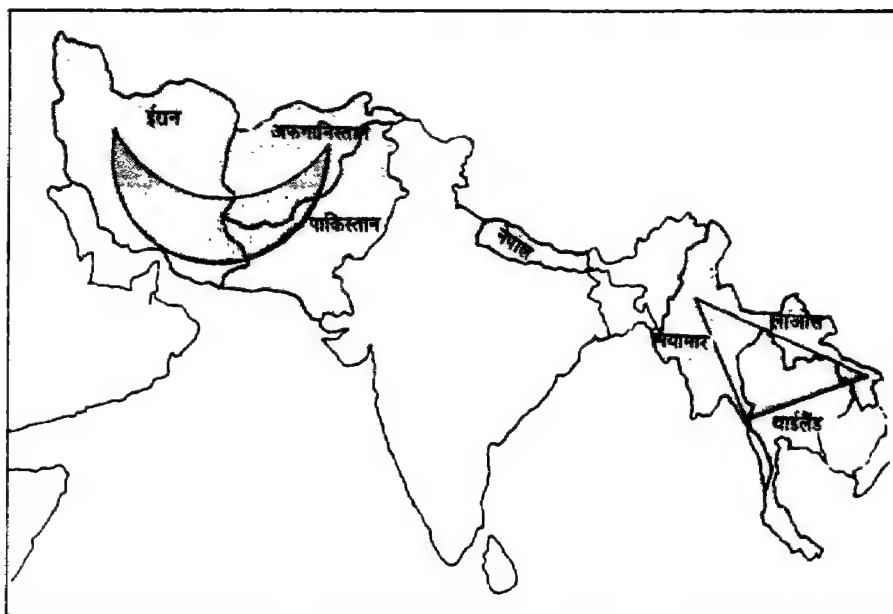 ईरान
अफगानिस्तान
पाकिस्तान
नेपाल
लाओस
म्यांमार
थाईलैंड